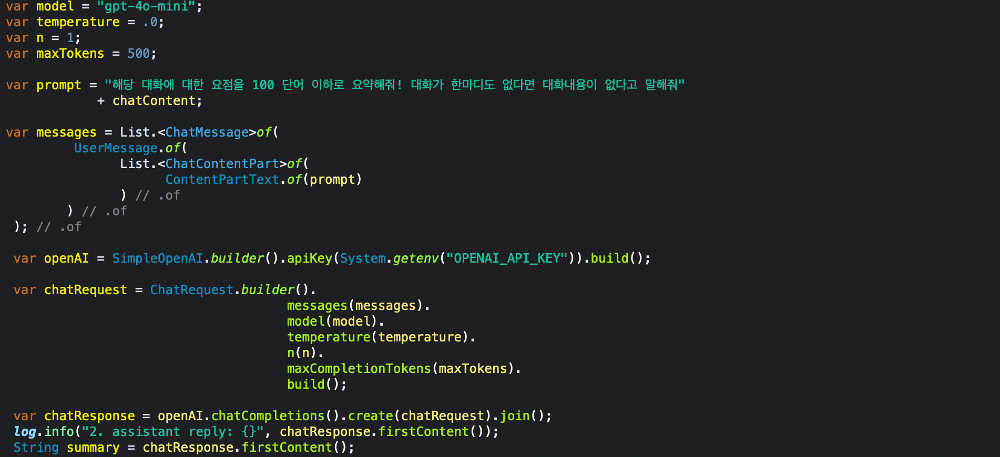 var model = "gpt-4o-mini";
var temperature = .0;
var n = 1;
var maxTokens = 500;
var prompt = "해당 대화에 대한 요점을 100 단어 이하로 요약해줘! 대화가 한마디도 없다면 대화내용이 없다고 말해줘"
+ chatContent;
var messages = List.<ChatMessage>of(
UserMessage.of(
List.<ChatContentPart>of(
ContentPartText.of(prompt)
) // .of
) // .of
); // .of
var openAI = SimpleOpenAI.builder().apiKey(System.getenv("OPENAI_API_KEY")).build();
var chatRequest = ChatRequest.builder().
messages(messages).
model(model).
temperature(temperature).
n(n).
maxCompletionTokens(maxTokens).
build();
var chatResponse = openAI.chatCompletions().create(chatRequest).join();
log.info("2. assistant reply: {}", chatResponse.firstContent());
String summary = chatResponse.firstContent();